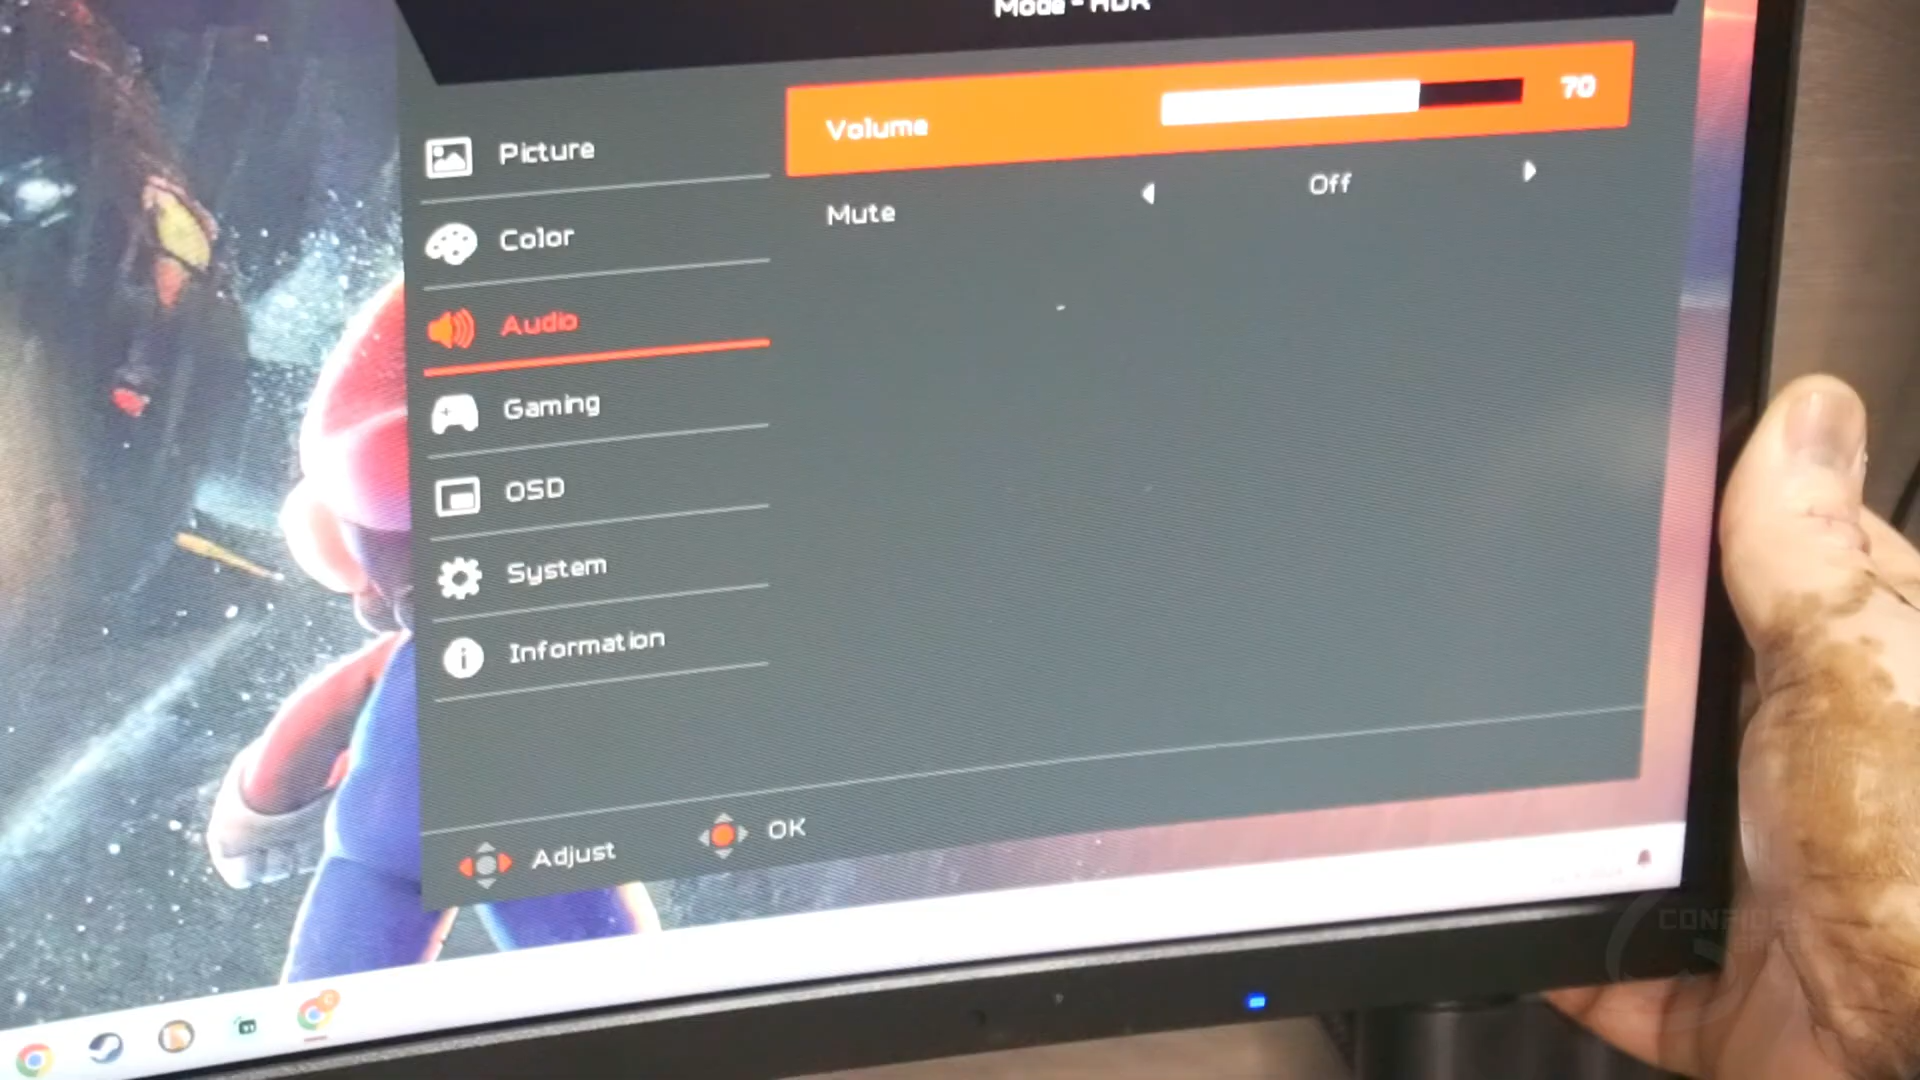 Mode - HDR
Volume 70
Mute Off
Picture
Color
Audio
Gaming
OSD
System
Information
Adjust OK